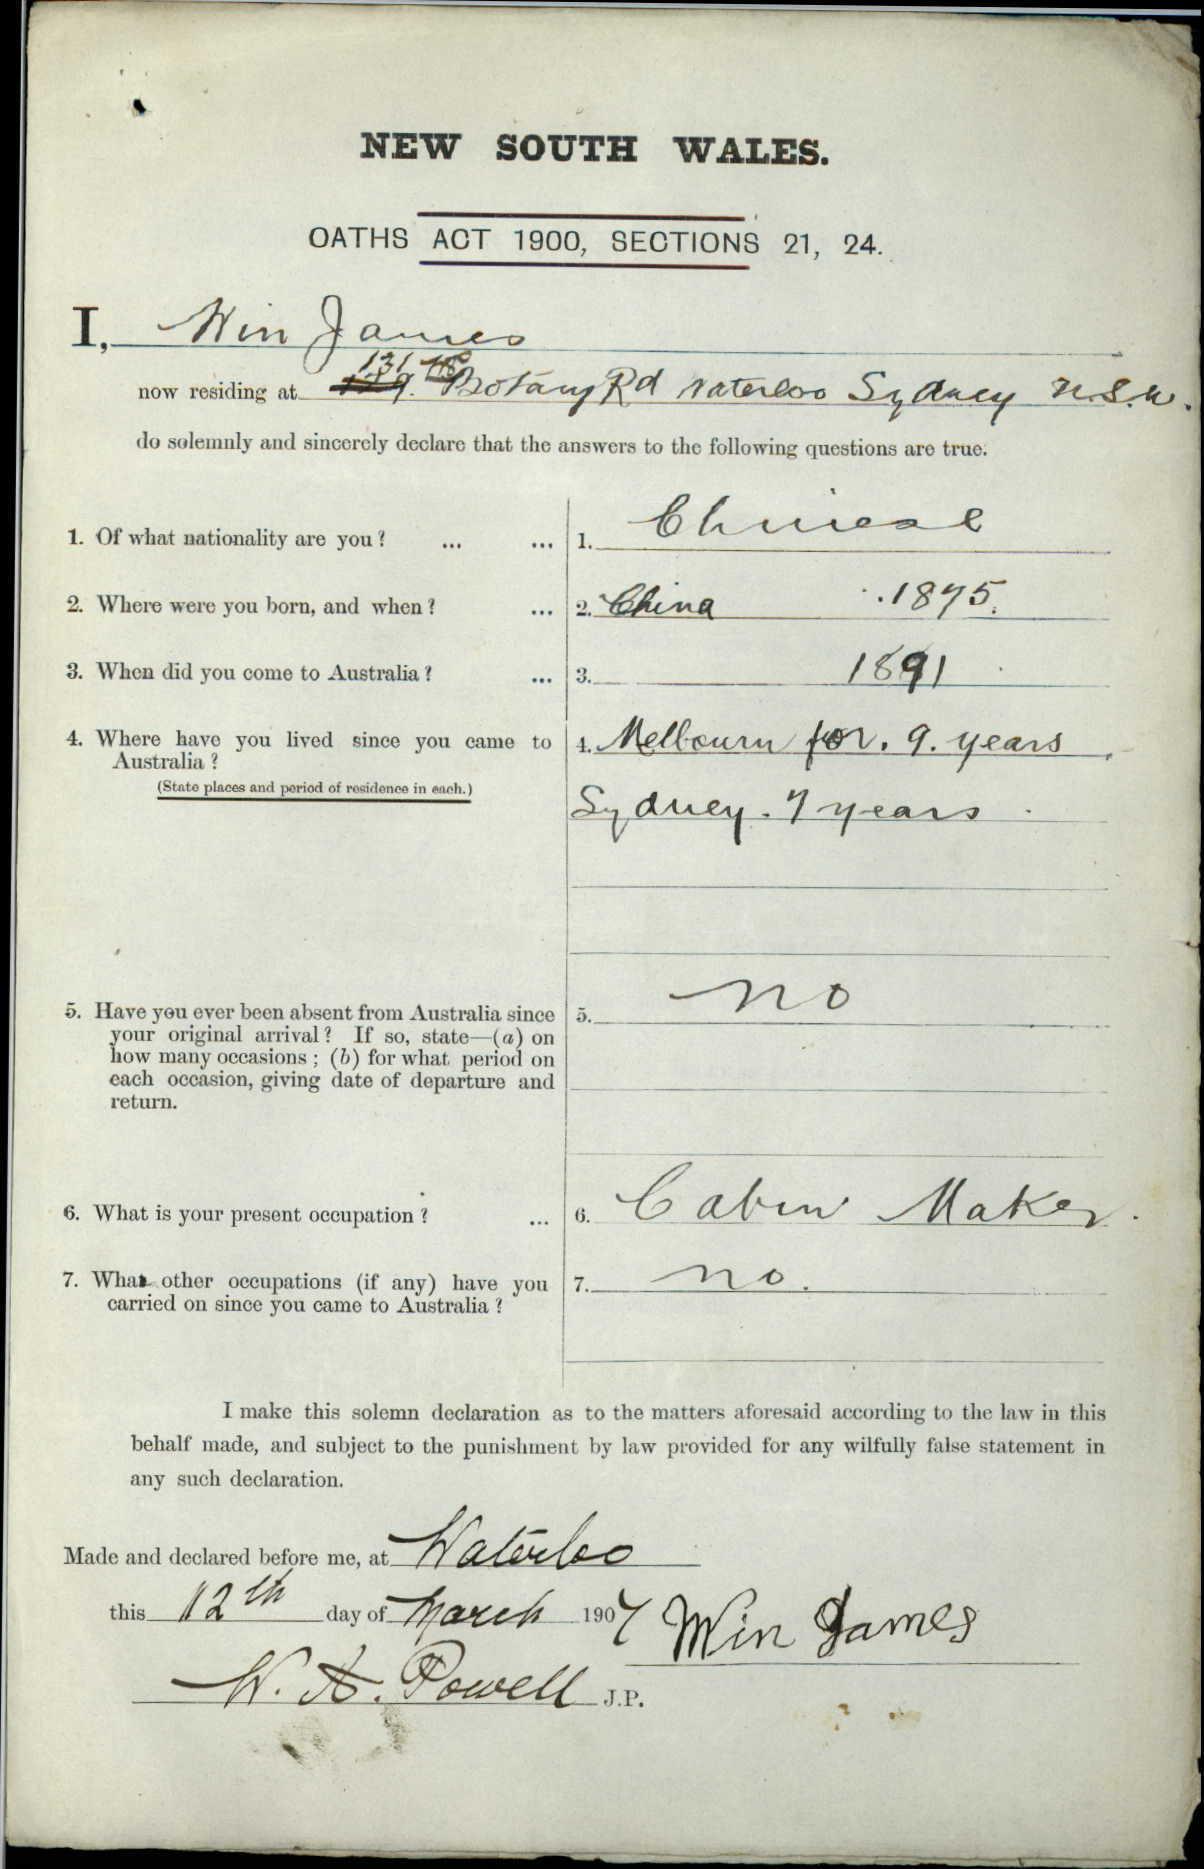 NEW SOUTH WALES.
OATHS ACT 1900, SECTIONS 21, 24.
I, Win James
131
now residing at Botany Rd Waterloo Sydney N.S.W.
do solemnly and sincerely declare that the answers to the following questions are true.
1. Of what nationality are you? ... ... 1. Chinese
2. Where were you born, and when? ... 2. China 1875.
3. When did you come to Australia? ... 3. 1891
4. Where have you lived since you came to 4. Melbourn for. 9. years
Australia?
(State places and period of residence in each.)
Sydney. 7 years
5. Have you ever been absent from Australia since 5. no
your original arrival? If so, state—(a) on
how many occasions; (b) for what period on
each occasion, giving date of departure and
return.
6. What is your present occupation? ... 6. Cabin Maker.
7. What other occupations (if any) have you 7. no.
carried on since you came to Australia?
I make this solemn declaration as to the matters aforesaid according to the law in this
behalf made, and subject to the punishment by law provided for any wilfully false statement in
any such declaration.
Made and declared before me, at Waterloo
this 12th day of March 1907 Win James
W. A. Powell J.P.